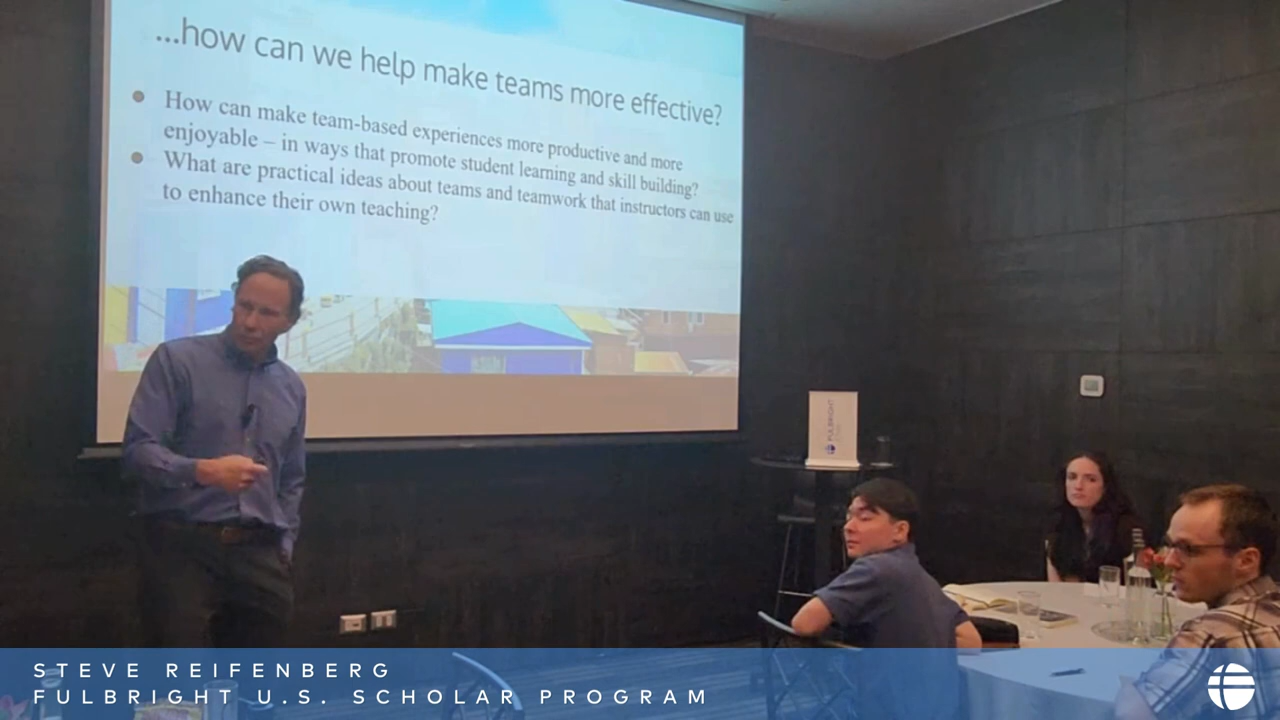 ...how can we help make teams more effective?
How can make team-based experiences more productive and more
enjoyable – in ways that promote student learning and skill building?
What are practical ideas about teams and teamwork that instructors can use
to enhance their own teaching?
FULBRIGHT
STEVE REIFENBERG
FULBRIGHT U.S. SCHOLAR PROGRAM